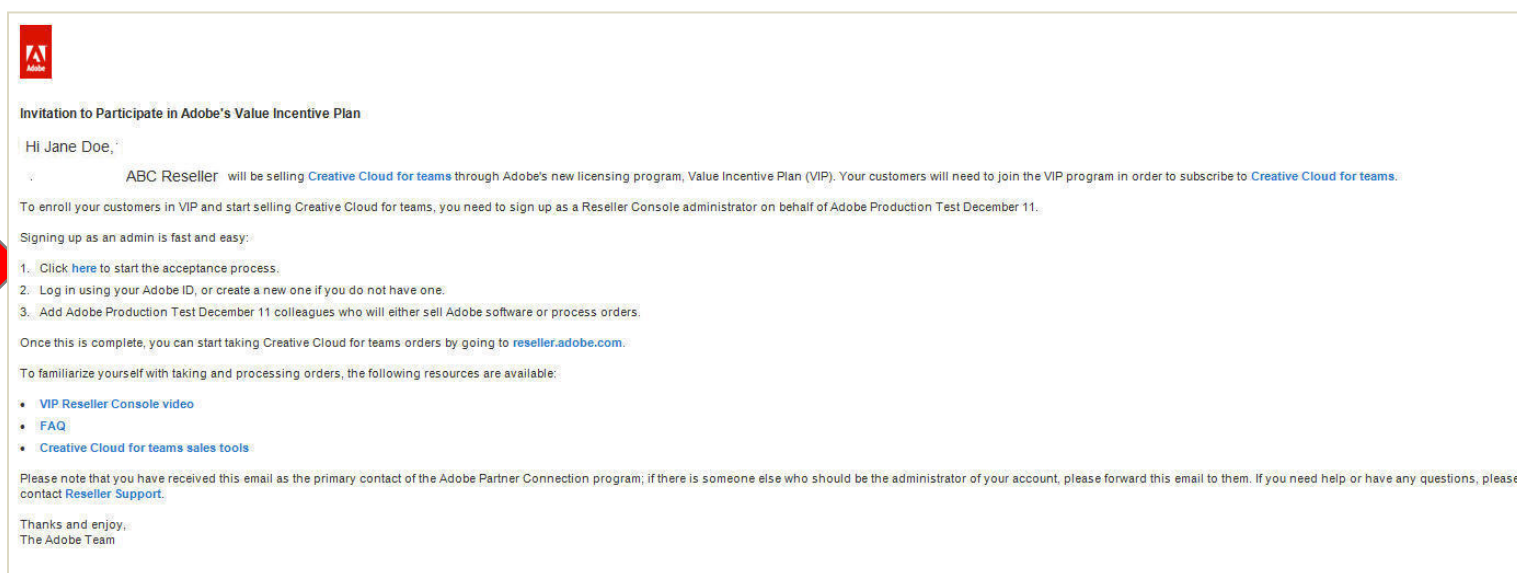 Adobe
Invitation to Participate in Adobe's Value Incentive Plan
Hi Jane Doe,
ABC Reseller will be selling Creative Cloud for teams through Adobe's new licensing program, Value Incentive Plan (VIP). Your customers will need to join the VIP program in order to subscribe to Creative Cloud for teams.
To enroll your customers in VIP and start selling Creative Cloud for teams, you need to sign up as a Reseller Console administrator on behalf of Adobe Production Test December 11.
Signing up as an admin is fast and easy:
1. Click here to start the acceptance process.
2. Log in using your Adobe ID, or create a new one if you do not have one.
3. Add Adobe Production Test December 11 colleagues who will either sell Adobe software or process orders.
Once this is complete, you can start taking Creative Cloud for teams orders by going to reseller.adobe.com.
To familiarize yourself with taking and processing orders, the following resources are available:
• VIP Reseller Console video
• FAQ
• Creative Cloud for teams sales tools
Please note that you have received this email as the primary contact of the Adobe Partner Connection program; if there is someone else who should be the administrator of your account, please forward this email to them. If you need help or have any questions, please
contact Reseller Support.
Thanks and enjoy,
The Adobe Team